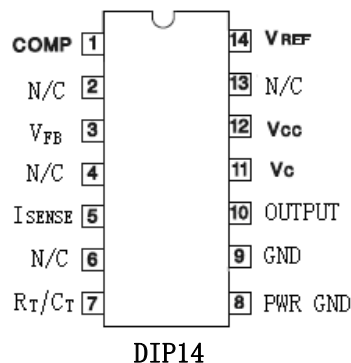 COMP 1 14 VREF
N/C 2 13 N/C
VFB 3 12 Vcc
N/C 4 11 Vc
ISENSE 5 10 OUTPUT
N/C 6 9 GND
RT/CT 7 8 PWR GND
DIP14